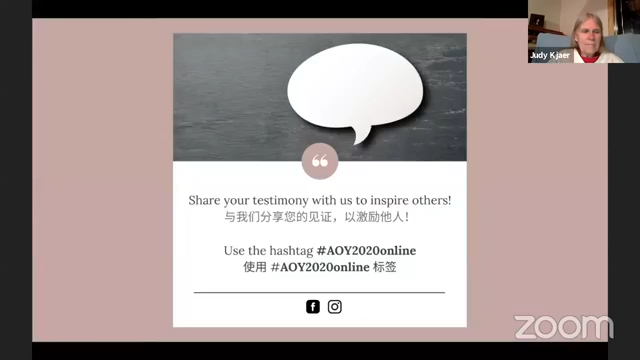 Judy Kjaer
Share your testimony with us to inspire others!
与我们分享您的见证，以激励他人！
Use the hashtag #AOY2020online
使用 #AOY2020online 标签
zoom